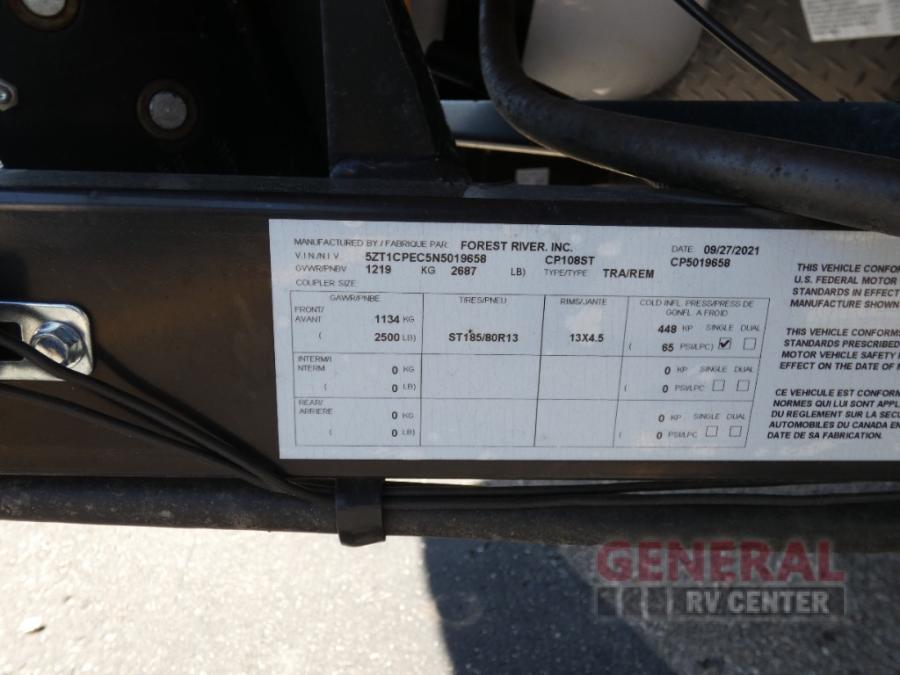 MANUFACTURED BY / FABRIQUE PAR: FOREST RIVER, INC. DATE: 09/27/2021
V.I.N./N.I.V 5ZT1CPEC5N5019658 CP108ST CP5019658
GVWR/PNBV 1219 KG 2687 LB) TYPE/TYPE TRA/REM
COUPLER SIZE
GAWR/PNBE TIRES/PNEU RIMS/JANTE COLD INFL. PRESS/PRESS DE GONFL. A FROID
FRONT/ AVANT 1134 KG 448 KP SINGLE DUAL
( 2500 LB) ST185/80R13 13X4.5 ( 65 PSI/LPC)
INTERM/I NTERM 0 KG 0 KP SINGLE DUAL
( 0 LB) ( 0 PSI/LPC
REAR/ ARRIERE 0 KG 0 KP SINGLE DUAL
( 0 LB) ( 0 PSI/LPC
THIS VEHICLE CONFOR
U.S. FEDERAL MOTOR
STANDARDS IN EFFECT
MANUFACTURE SHOWN
THIS VEHICLE CONFORMS
STANDARDS PRESCRIBED
MOTOR VEHICLE SAFETY
EFFECT ON THE DATE OF M
CE VEHICULE EST CONFORM
NORMES QUI LUI SONT APPL
DU REGLEMENT SUR LA SECU
AUTOMOBILES DU CANADA EN
DATE DE SA FABRICATION.
GENERAL
RV CENTER